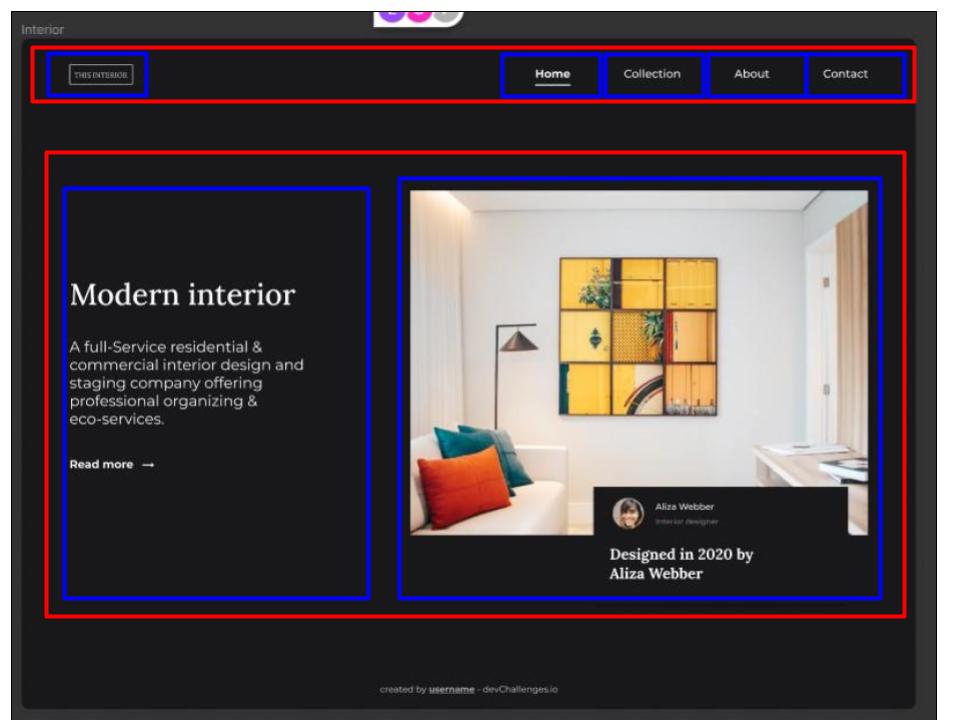 Interior
THIS INTERIOR
Home Collection About Contact
Modern interior
A full-Service residential &
commercial interior design and
staging company offering
professional organizing &
eco-services.
Read more →
Aliza Webber
Interior designer
Designed in 2020 by
Aliza Webber
created by username - devChallenges.io